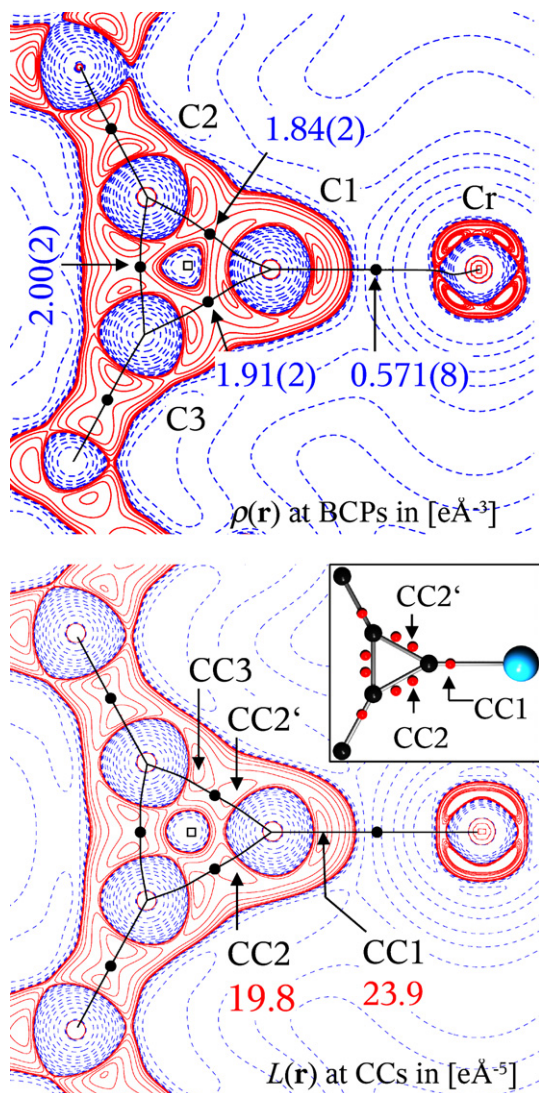 C2
1.84(2)
C1
Cr
2.00(2)
1.91(2)
0.571(8)
C3
ρ(r) at BCPs in [eÅ⁻³]
CC2‘
CC3
CC2‘
CC1
CC2
CC2
CC1
19.8
23.9
L(r) at CCs in [eÅ⁻⁵]